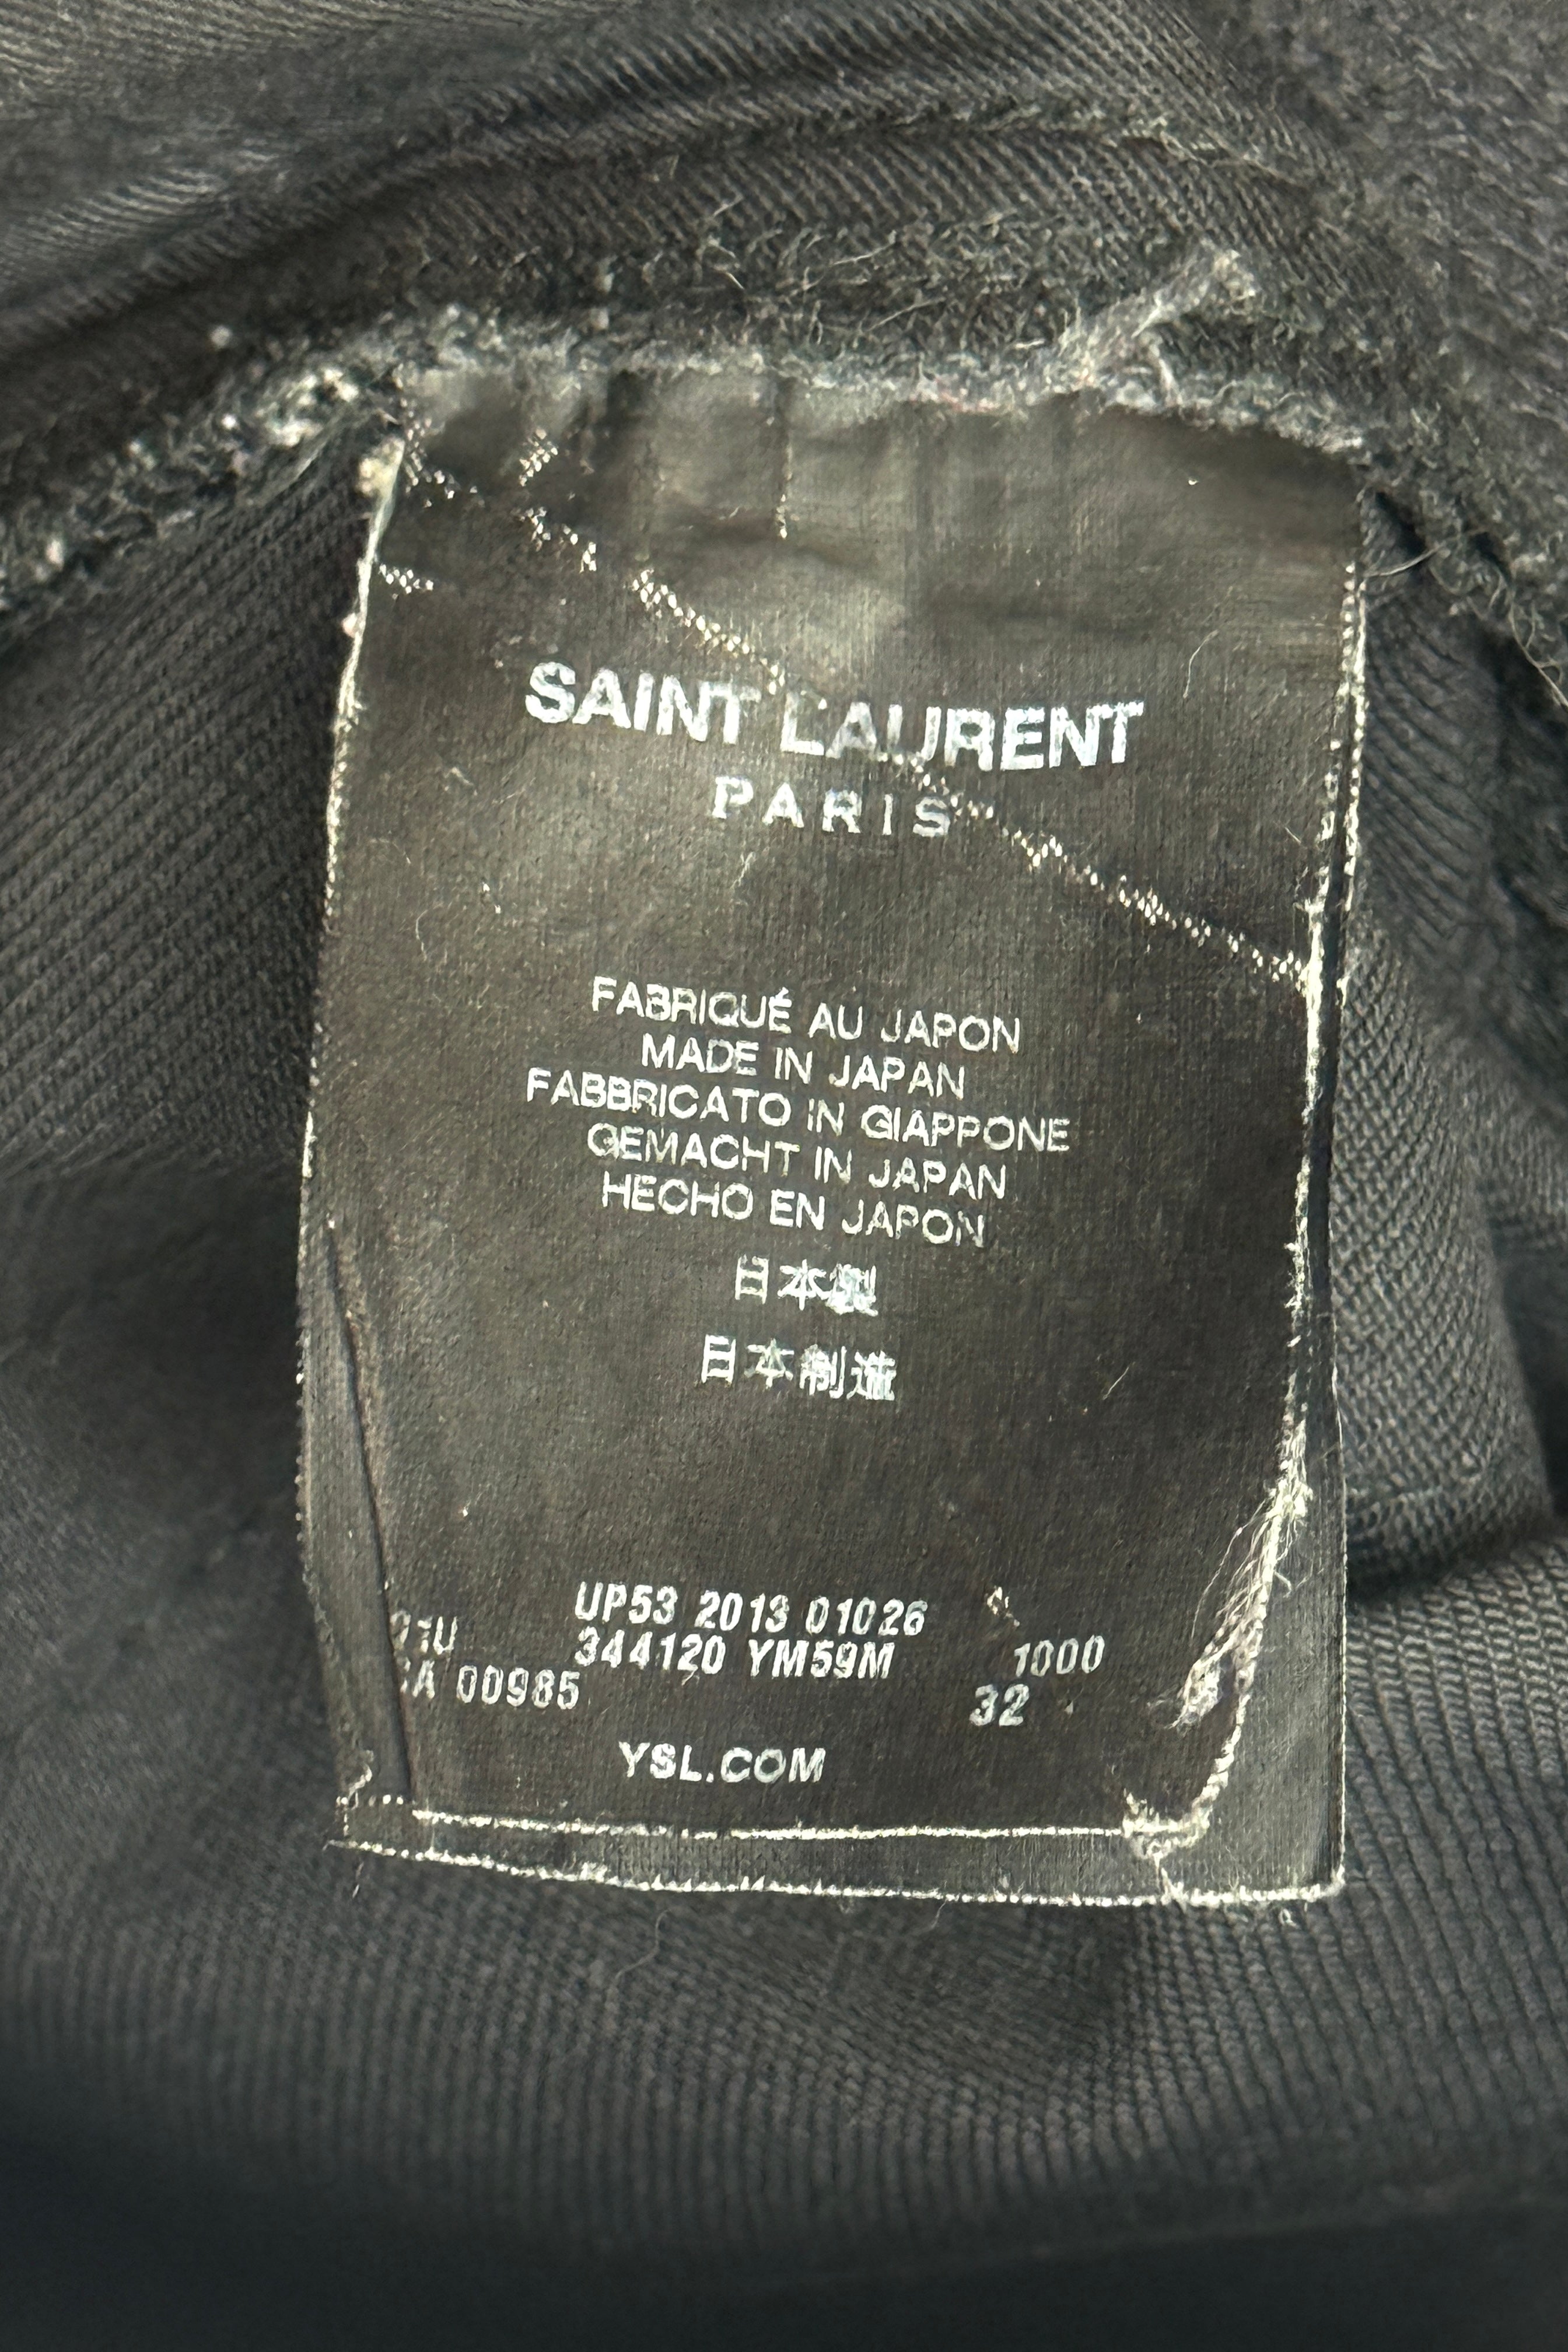 SAINT LAURENT
PARIS
FABRIQUÉ AU JAPON
MADE IN JAPAN
FABBRICATO IN GIAPPONE
GEMACHT IN JAPAN
HECHO EN JAPON
日本製
日本制造
UP53 2013 01026
344120 YM59M 1000
00985 32
YSL.COM